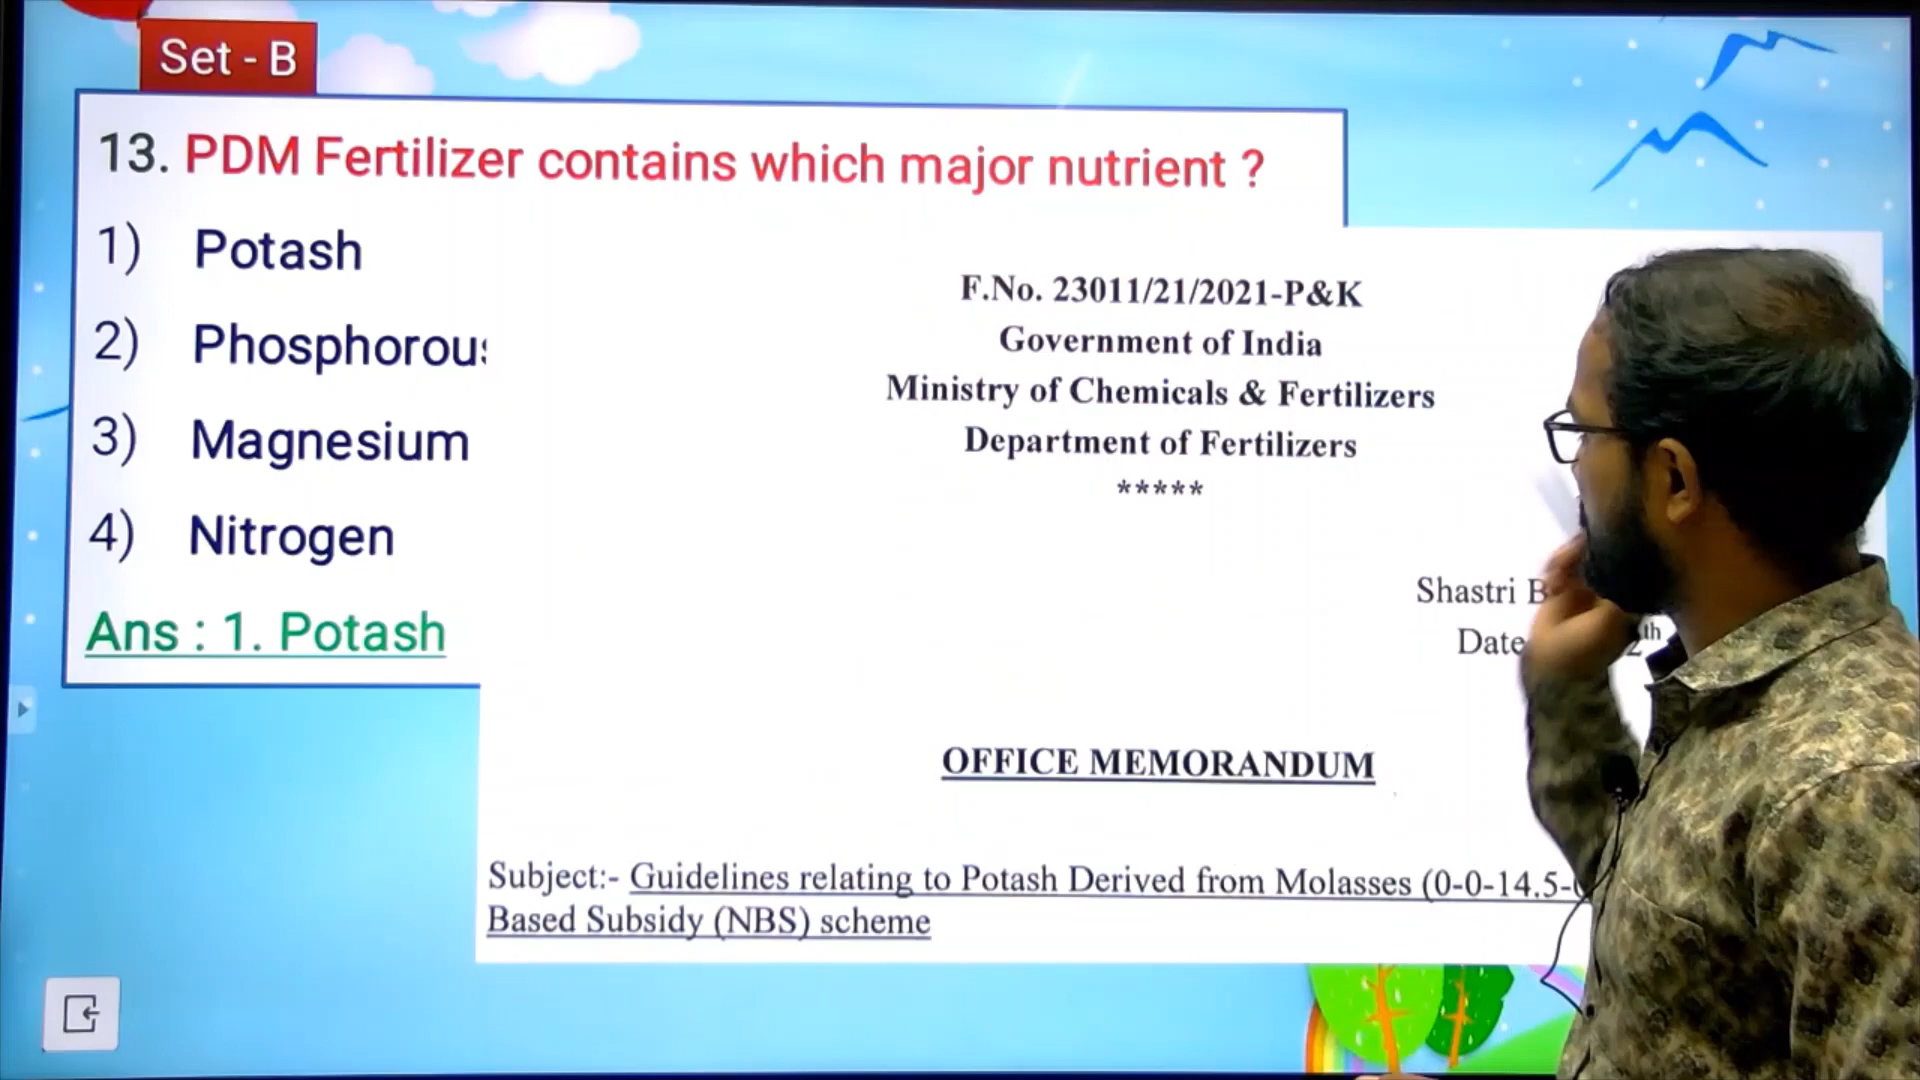 Set - B
13. PDM Fertilizer contains which major nutrient ?
1) Potash
2) Phosphorous
3) Magnesium
4) Nitrogen
Ans : 1. Potash
F.No. 23011/21/2021-P&K
Government of India
Ministry of Chemicals & Fertilizers
Department of Fertilizers
*****
Shastri
Date
th
OFFICE MEMORANDUM
Subject:- Guidelines relating to Potash Derived from Molasses (0-0-14.5-
Based Subsidy (NBS) scheme